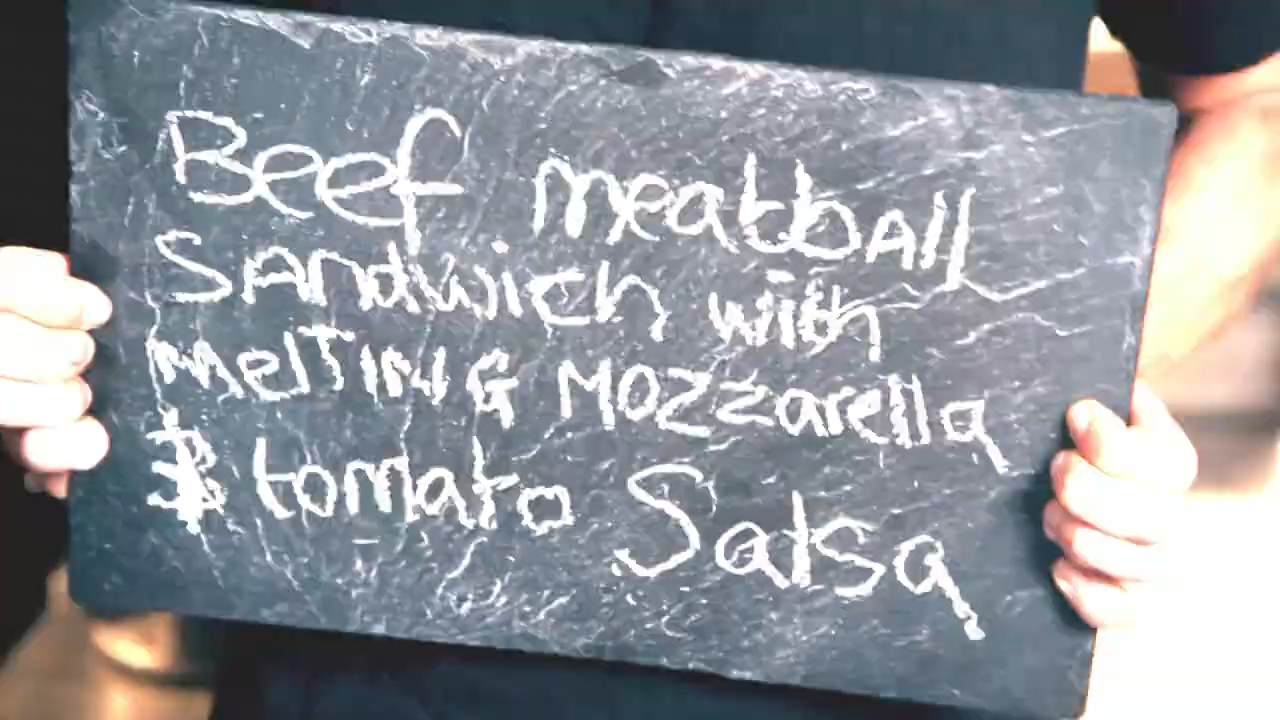 Beef meatball
SANdwich with
MelTING MOZZarella
& tomato Salsa